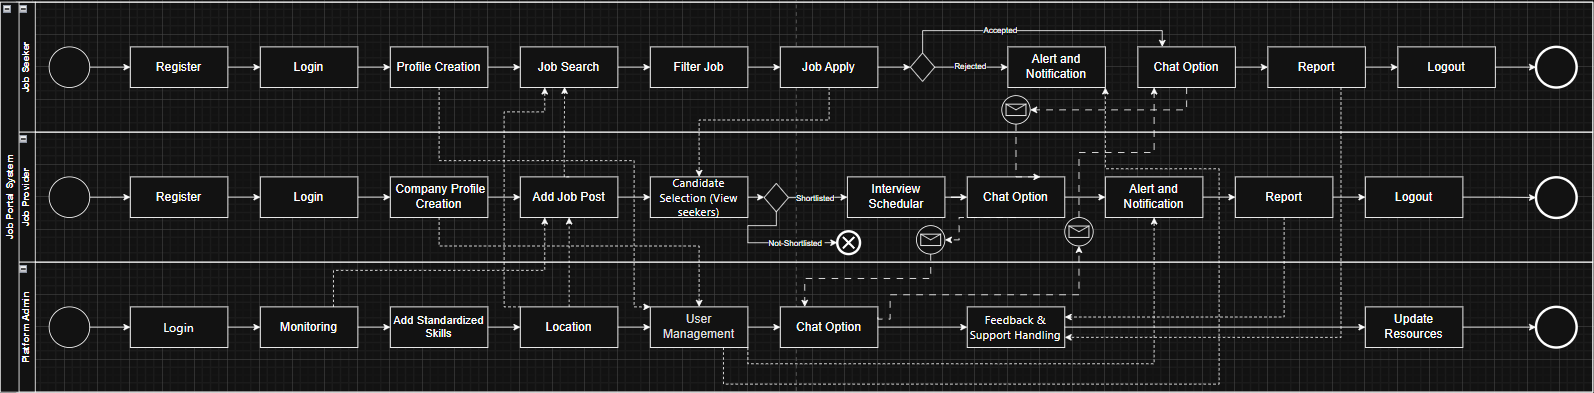 Job Portal System
Job Seeker
Register
Login
Profile Creation
Job Search
Filter Job
Job Apply
Accepted
Rejected
Alert and
Notification
Chat Option
Report
Logout
Job Provider
Register
Login
Company Profile
Creation
Add Job Post
Candidate
Selection (View
seekers)
Shortlisted
Not-Shortlisted
Interview
Schedular
Chat Option
Alert and
Notification
Report
Logout
Platform Admin
Login
Monitoring
Add Standardized
Skills
Location
User
Management
Chat Option
Feedback &
Support Handling
Update
Resources